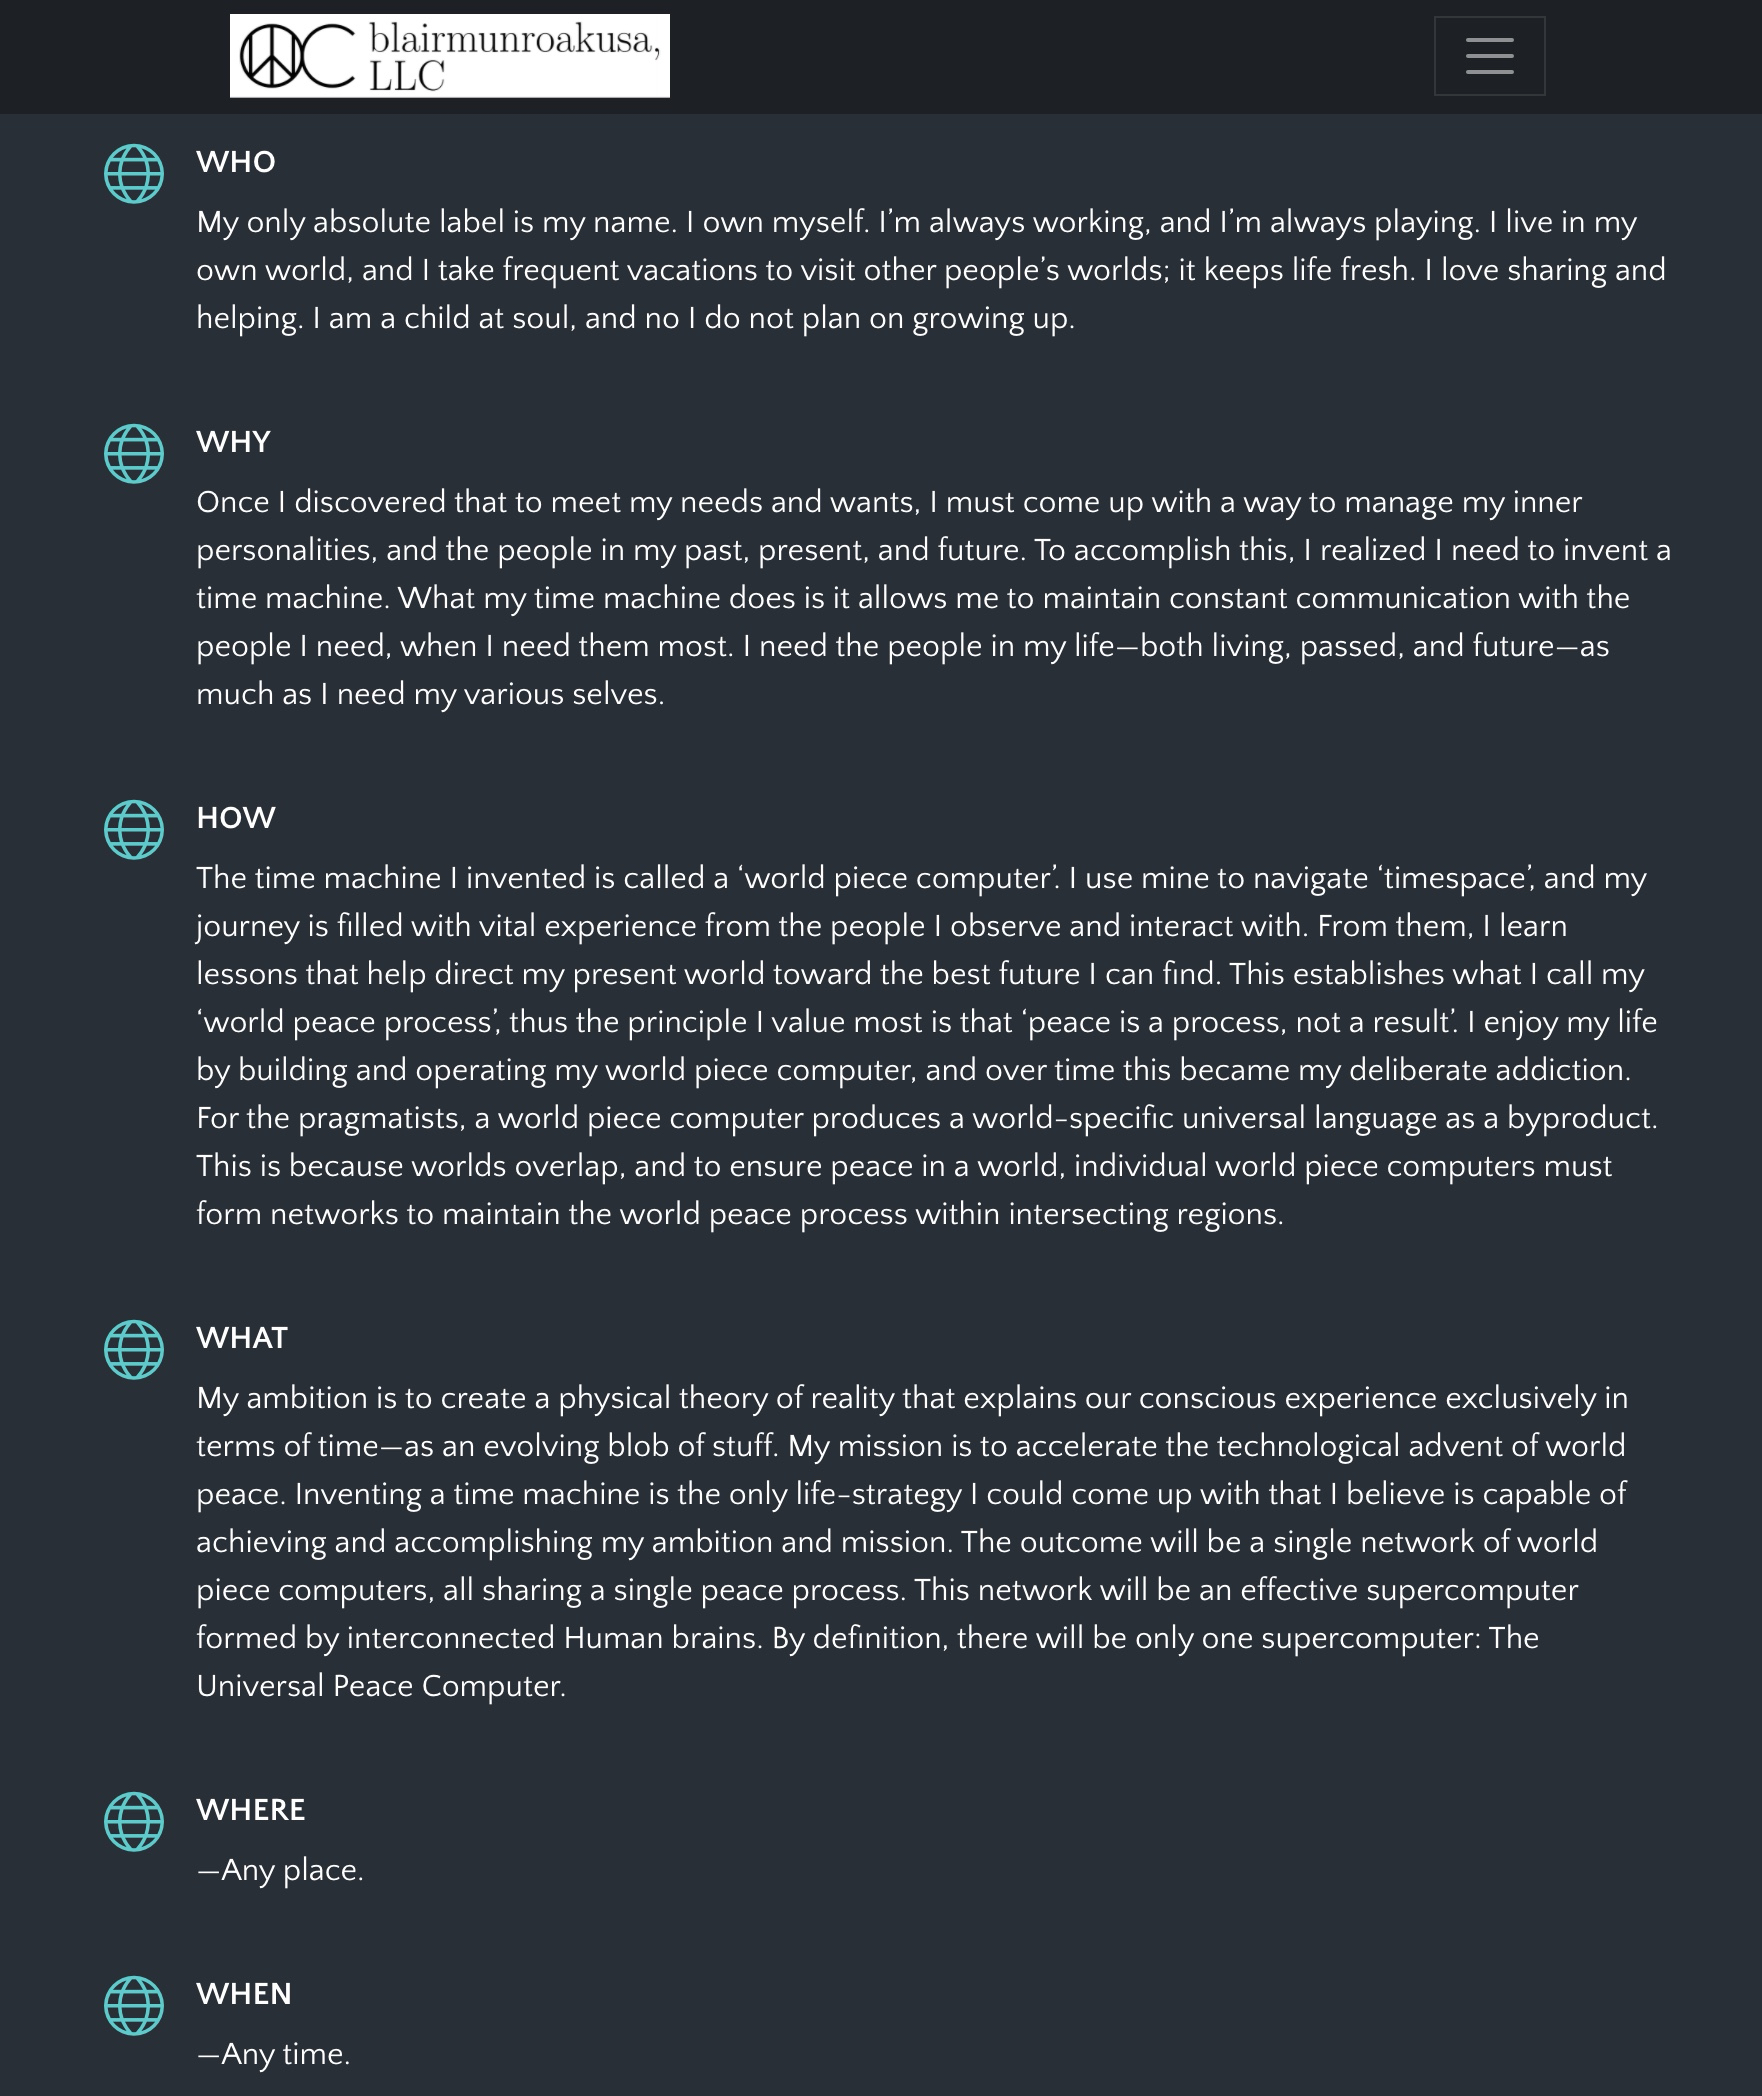 blairmunroakusa,
LLC
WHO
My only absolute label is my name. I own myself. I’m always working, and I’m always playing. I live in my
own world, and I take frequent vacations to visit other people’s worlds; it keeps life fresh. I love sharing and
helping. I am a child at soul, and no I do not plan on growing up.
WHY
Once I discovered that to meet my needs and wants, I must come up with a way to manage my inner
personalities, and the people in my past, present, and future. To accomplish this, I realized I need to invent a
time machine. What my time machine does is it allows me to maintain constant communication with the
people I need, when I need them most. I need the people in my life—both living, passed, and future—as
much as I need my various selves.
HOW
The time machine I invented is called a ‘world piece computer’. I use mine to navigate ‘timespace’, and my
journey is filled with vital experience from the people I observe and interact with. From them, I learn
lessons that help direct my present world toward the best future I can find. This establishes what I call my
‘world peace process’, thus the principle I value most is that ‘peace is a process, not a result’. I enjoy my life
by building and operating my world piece computer, and over time this became my deliberate addiction.
For the pragmatists, a world piece computer produces a world-specific universal language as a byproduct.
This is because worlds overlap, and to ensure peace in a world, individual world piece computers must
form networks to maintain the world peace process within intersecting regions.
WHAT
My ambition is to create a physical theory of reality that explains our conscious experience exclusively in
terms of time—as an evolving blob of stuff. My mission is to accelerate the technological advent of world
peace. Inventing a time machine is the only life-strategy I could come up with that I believe is capable of
achieving and accomplishing my ambition and mission. The outcome will be a single network of world
piece computers, all sharing a single peace process. This network will be an effective supercomputer
formed by interconnected Human brains. By definition, there will be only one supercomputer: The
Universal Peace Computer.
WHERE
—Any place.
WHEN
—Any time.